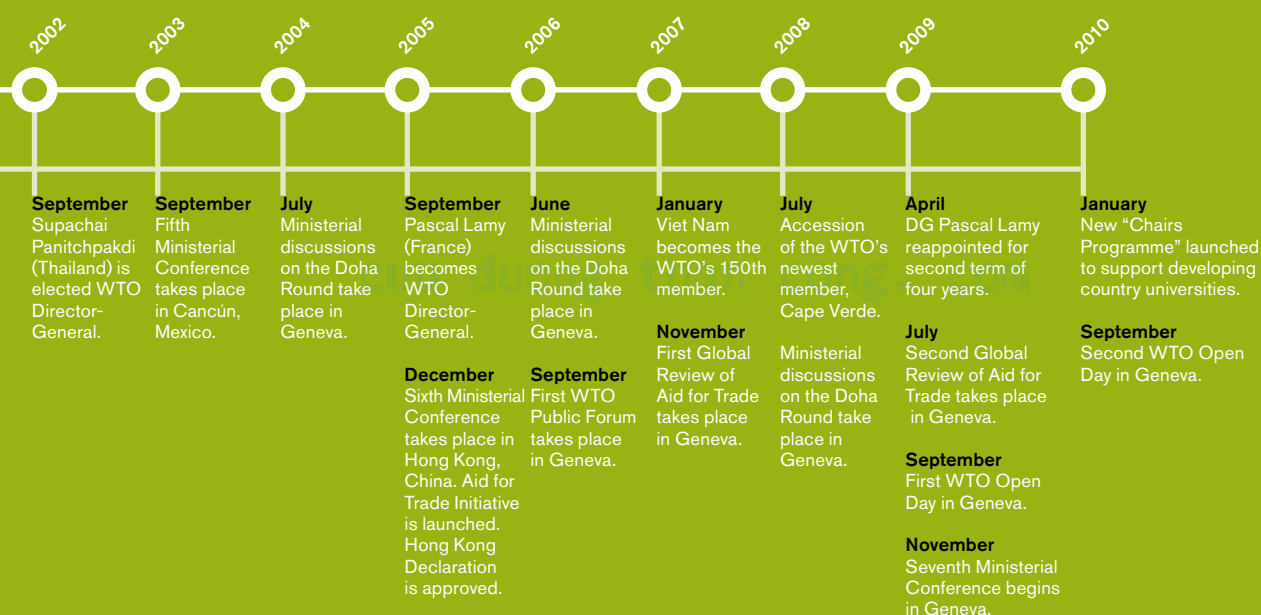 2002
2003
2004
2005
2006
2007
2008
2009
2010
September
Supachai
Panitchpakdi
(Thailand) is
elected WTO
Director-
General.
September
Fifth
Ministerial
Conference
takes place
in Cancún,
Mexico.
July
Ministerial
discussions
on the Doha
Round take
place in
Geneva.
September
Pascal Lamy
(France)
becomes
WTO
Director-
General.
December
Sixth Ministerial
Conference
takes place in
Hong Kong,
China. Aid for
Trade Initiative
is launched.
Hong Kong
Declaration
is approved.
June
Ministerial
discussions
on the Doha
Round take
place in
Geneva.
September
First WTO
Public Forum
takes place
in Geneva.
January
Viet Nam
becomes the
WTO's 150th
member.
November
First Global
Review of
Aid for Trade
takes place
in Geneva.
July
Accession
of the WTO's
newest
member,
Cape Verde.
Ministerial
discussions
on the Doha
Round take
place in
Geneva.
April
DG Pascal Lamy
reappointed for
second term of
four years.
July
Second Global
Review of Aid for
Trade takes place
in Geneva.
September
First WTO Open
Day in Geneva.
November
Seventh Ministerial
Conference begins
in Geneva.
January
New “Chairs
Programme” launched
to support developing
country universities.
September
Second WTO Open
Day in Geneva.